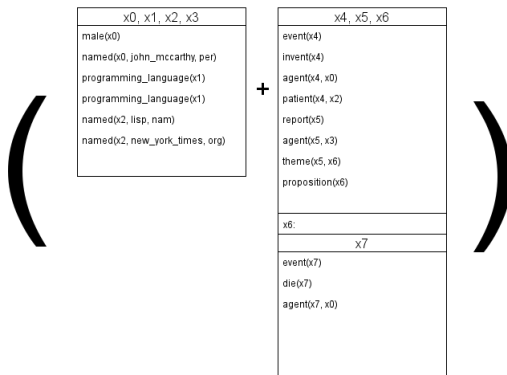 x0, x1, x2, x3
male(x0)
named(x0, john_mccarthy, per)
programming_language(x1)
programming_language(x1)
named(x2, lisp, nam)
named(x2, new_york_times, org)
+
x4, x5, x6
event(x4)
invent(x4)
agent(x4, x0)
patient(x4, x2)
report(x5)
agent(x5, x3)
theme(x5, x6)
proposition(x6)
x6:
x7
event(x7)
die(x7)
agent(x7, x0)